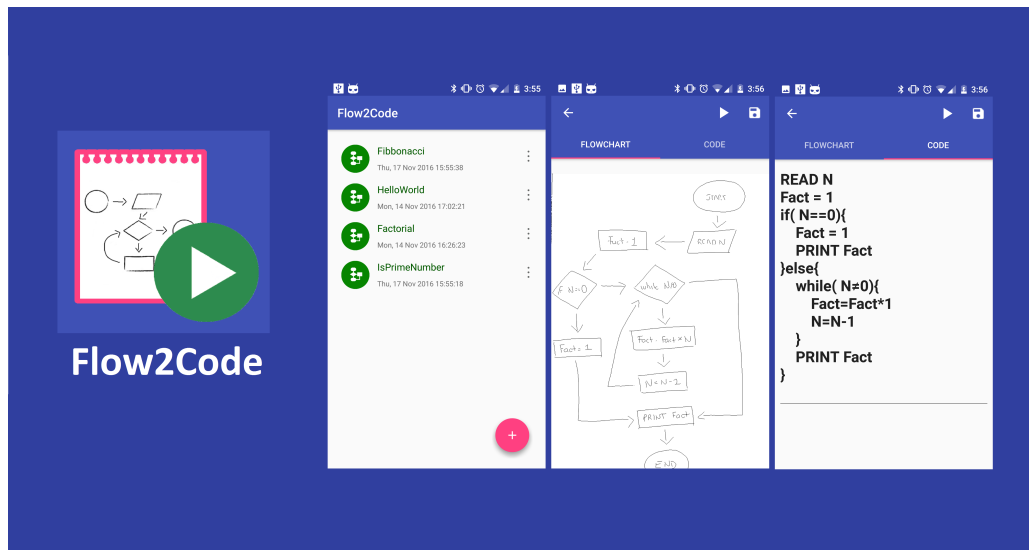 Flow2Code
3:55
Flow2Code
Fibbonacci
Thu, 17 Nov 2016 15:55:38
HelloWorld
Mon, 14 Nov 2016 17:02:21
Factorial
Mon, 14 Nov 2016 16:26:23
IsPrimeNumber
Thu, 17 Nov 2016 15:55:18
+
3:56
FLOWCHART CODE
START
READ N
Fact=1
if N==0
while N≠0
Fact=1
Fact=Fact*N
N=N-1
PRINT Fact
END
3:56
FLOWCHART CODE
READ N
Fact = 1
if( N==0){
Fact = 1
PRINT Fact
}else{
while( N≠0){
Fact=Fact*1
N=N-1
}
PRINT Fact
}